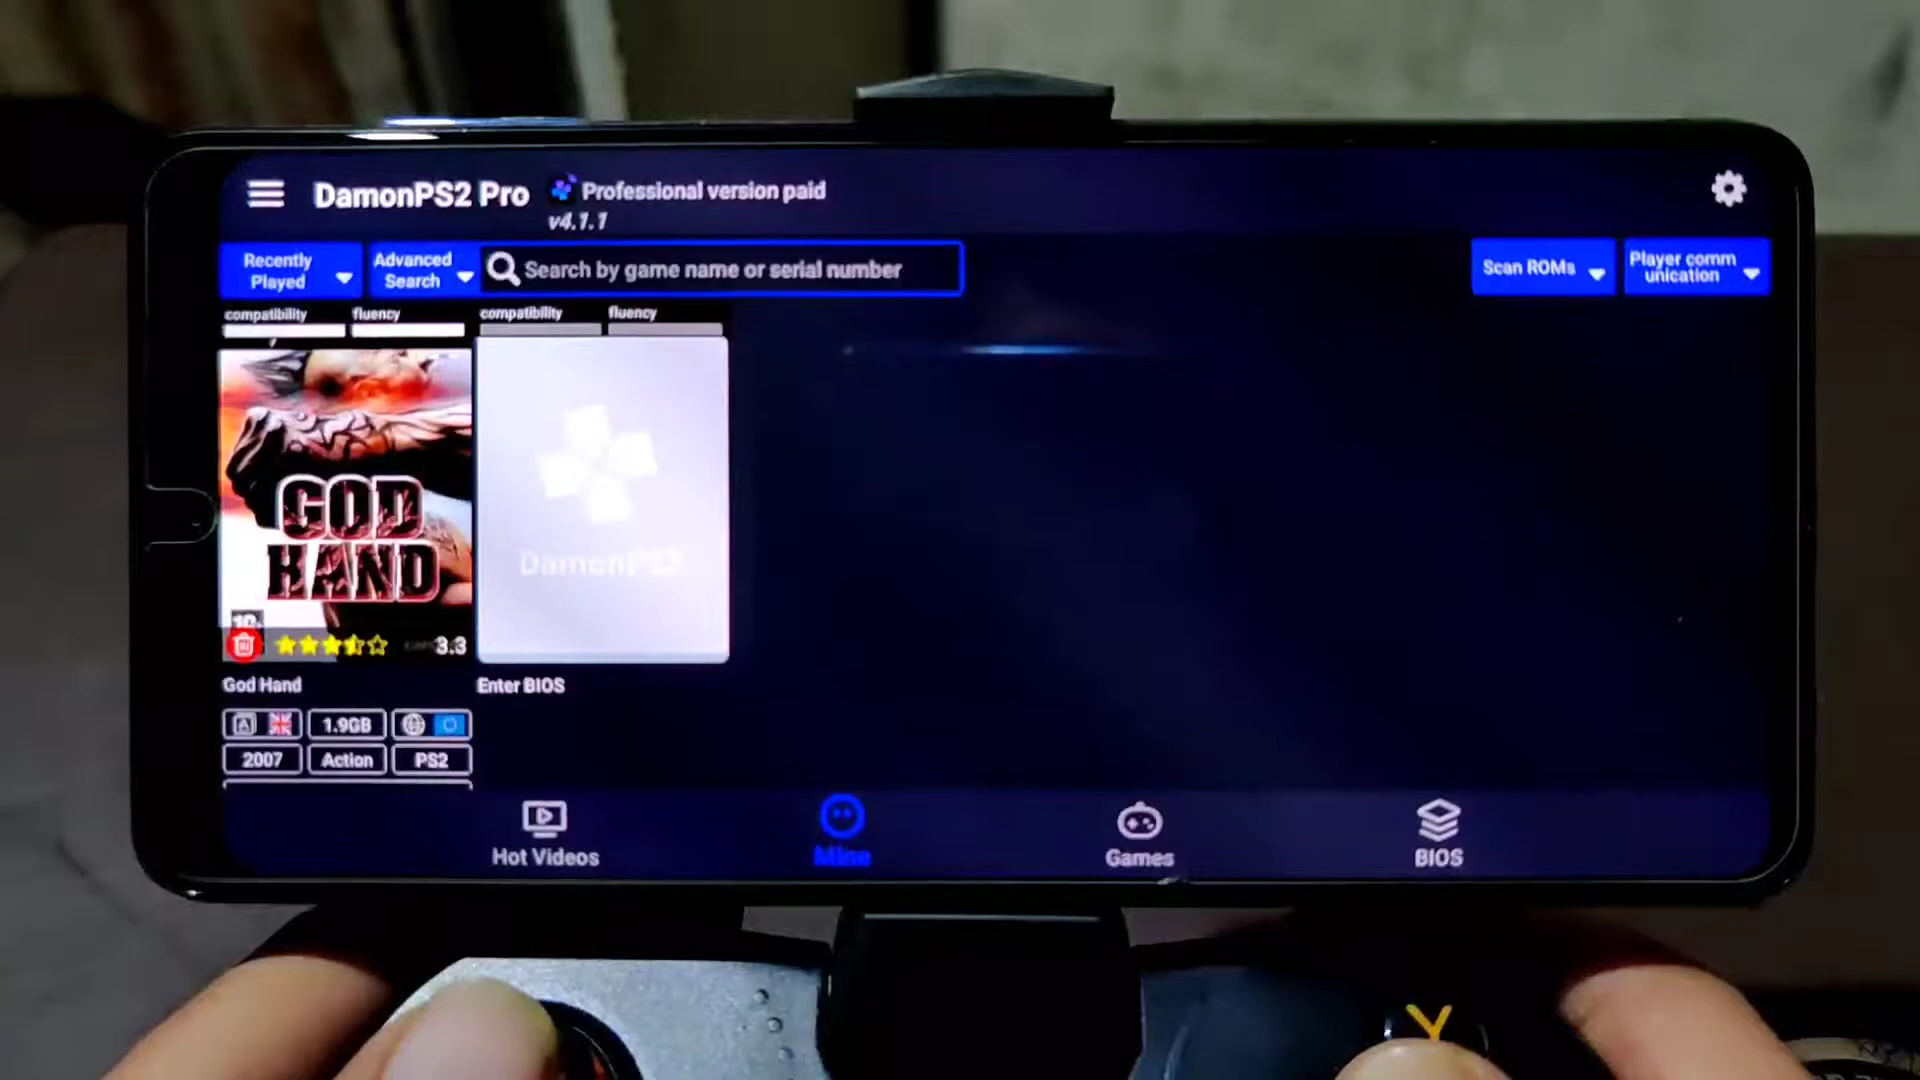 DamonPS2 Pro
Professional version paid
v4.1.1
Recently
Played
Advanced
Search
Search by game name or serial number
Scan ROMs
Player comm
unication
compatibility
fluency
compatibility
fluency
GOD
HAND
3.3
DamonPS2
God Hand
Enter BIOS
A
1.9GB
2007
Action
PS2
Hot Videos
Mine
Games
BIOS
Y